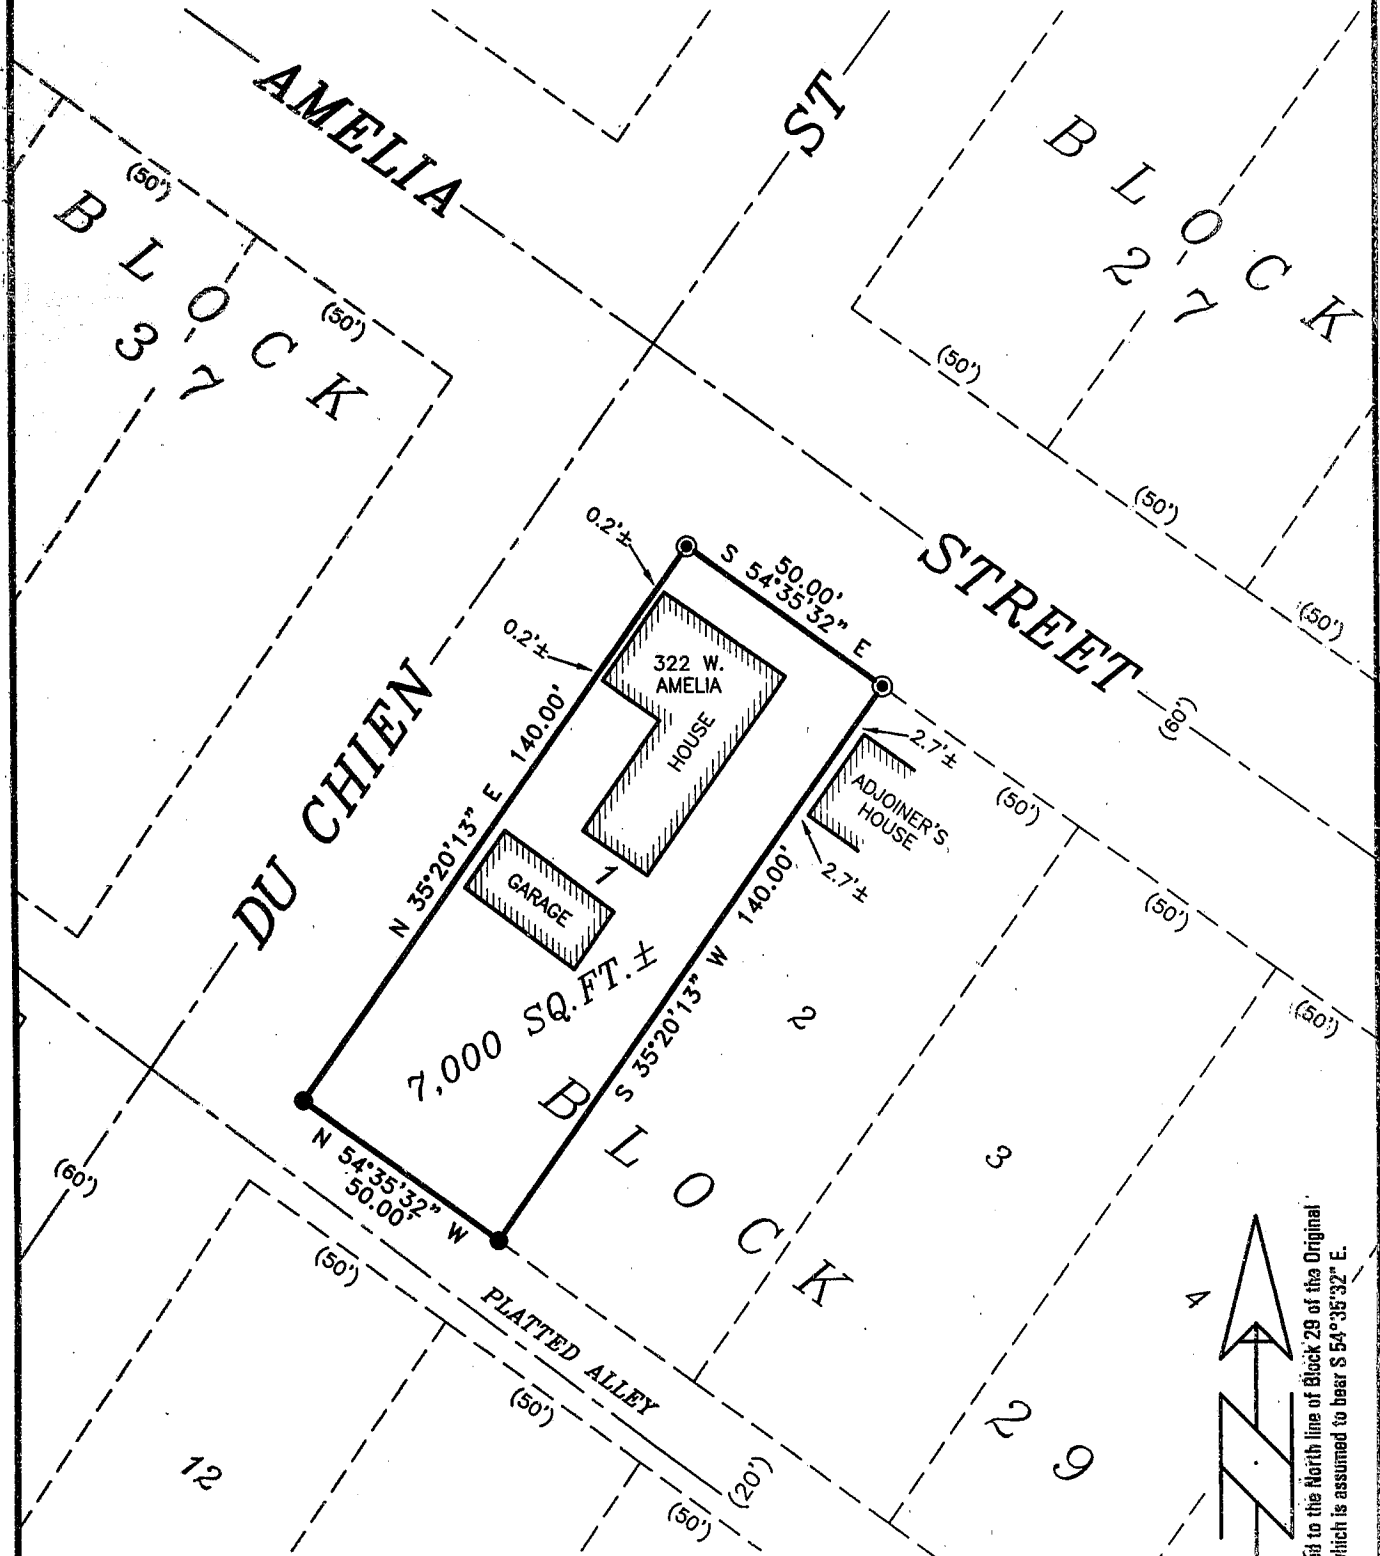 AMELIA
ST
BLOCK
27
(50')
BLOCK
37
(50')
(50')
(50')
(50')
STREET
(60')
0.2'±
0.2'±
S 54°35'32" E
50.00'
322 W.
AMELIA
HOUSE
2.7'±
ADJOINER'S
HOUSE
2.7'±
(50')
(50')
(50')
DU CHIEN
N 35°20'13" E 140.00'
GARAGE
1
7,000 SQ.FT.±
S 35°20'13" W 140.00'
2
3
4
BLOCK
29
N 54°35'32" W
50.00'
(60')
(50')
PLATTED ALLEY
(50')
(20')
(50')
12
to the North line of Block 29 of the Original
which is assumed to bear S 54°35'32" E.